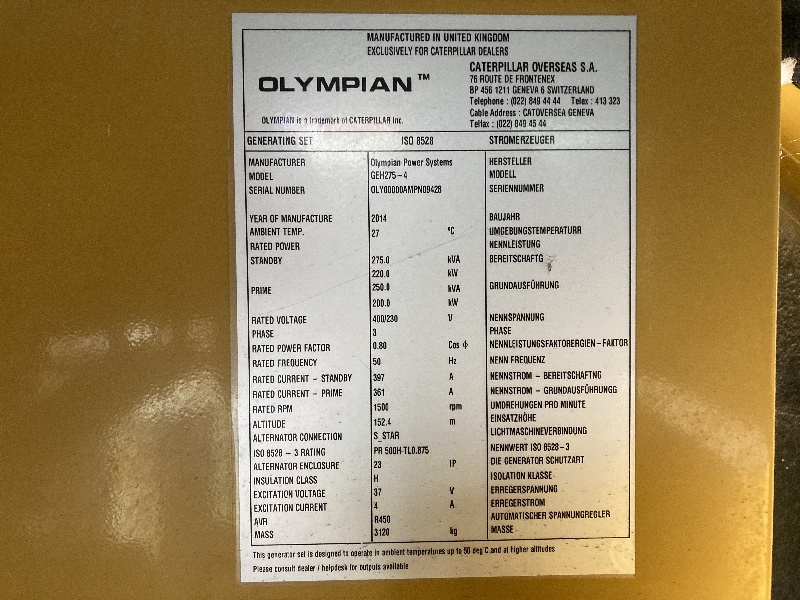 MANUFACTURED IN UNITED KINGDOM
EXCLUSIVELY FOR CATERPILLAR DEALERS
OLYMPIAN™
CATERPILLAR OVERSEAS S.A.
76 ROUTE DE FRONTENEX
BP 456 1211 GENEVA 6 SWITZERLAND
Telephone : (022) 849 44 44 Telex : 413 323
Cable Address : CATOVERSEA GENEVA
Telfax : (022) 849 45 44
OLYMPIAN is a trademark of CATERPILLAR Inc.
GENERATING SET ISO 8528 STROMERZEUGER
MANUFACTURER Olympian Power Systems HERSTELLER
MODEL GEH275-4 MODELL
SERIAL NUMBER OLY00000AMPN09428 SERIENNUMMER
YEAR OF MANUFACTURE 2014 BAUJAHR
AMBIENT TEMP. 27 °C UMGEBUNGSTEMPERATURR
RATED POWER NENNLEISTUNG
STANDBY 275.0 kVA BEREITSCHAFTG
220.0 kW
PRIME 250.0 kVA GRUNDAUSFÜHRUNG
200.0 kW
RATED VOLTAGE 400/230 V NENNSPANNUNG
PHASE 3 PHASE
RATED POWER FACTOR 0.80 Cos ϕ NENNLEISTUNGSFAKTORERGIEN-FAKTOR
RATED FREQUENCY 50 Hz NENN FREQUENZ
RATED CURRENT - STANDBY 397 A NENNSTROM - BEREITSCHAFTNG
RATED CURRENT - PRIME 361 A NENNSTROM - GRUNDAUSFÜHRUNGG
RATED RPM 1500 rpm UMDREHUNGEN PRO MINUTE
ALTITUDE 152.4 m EINSATZHÖHE
ALTERNATOR CONNECTION S_STAR LICHTMASCHINEVERBINDUNG
ISO 8528 - 3 RATING PR 500H-TL0.875 NENNWERT ISO 8528-3
ALTERNATOR ENCLOSURE 23 IP DIE GENERATOR SCHUTZART
INSULATION CLASS H ISOLATION KLASSE
EXCITATION VOLTAGE 37 V ERREGERSPANNUNG
EXCITATION CURRENT 4 A ERREGERSTROM
AVR R450 AUTOMATISCHER SPANNUNGREGLER
MASS 3120 kg MASSE
This generator set is designed to operate in ambient temperatures up to 50 deg C and at higher altitudes
Please consult dealer / helpdesk for outputs available